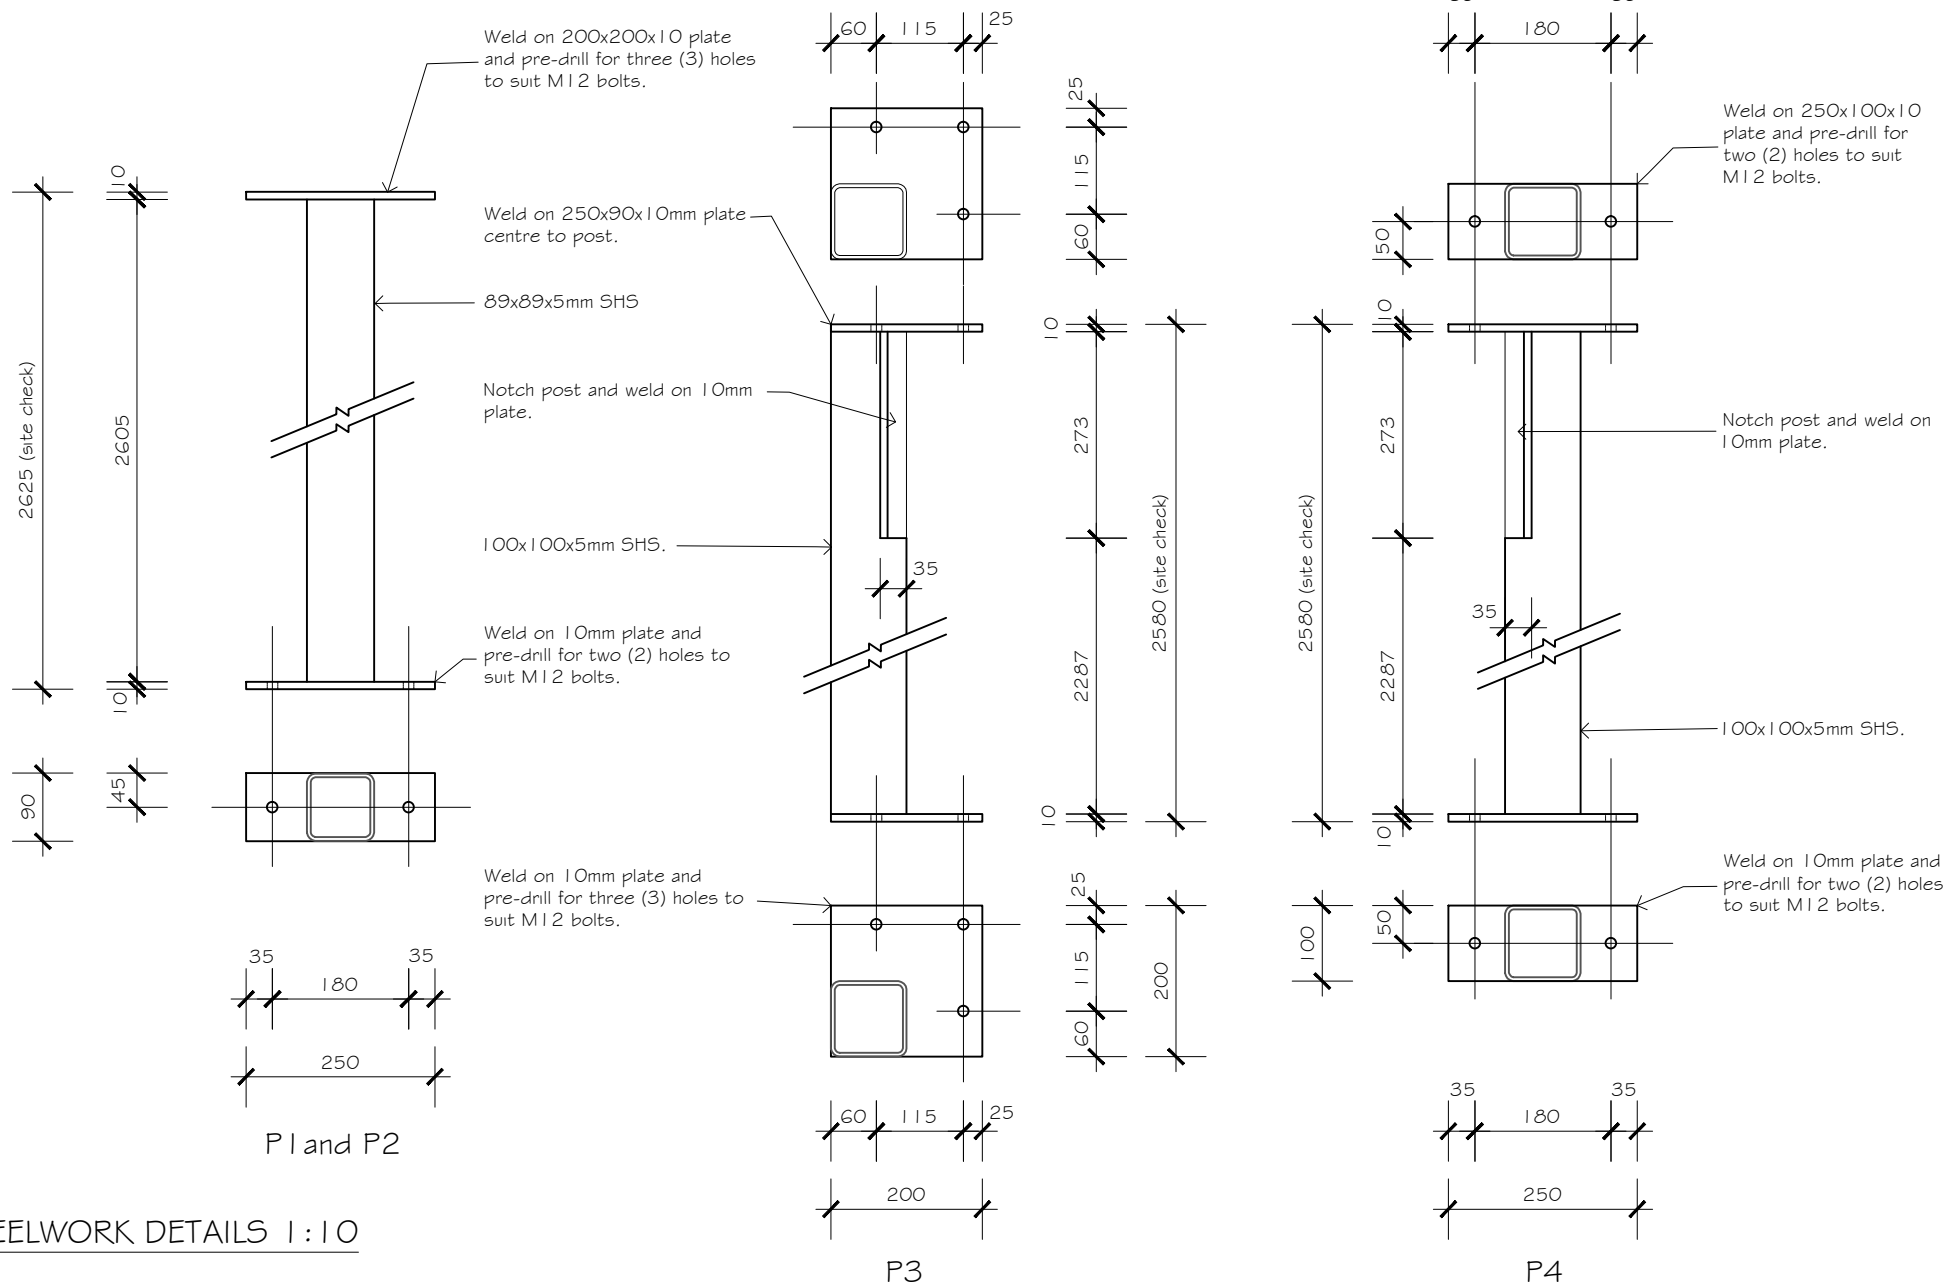 Weld on 200x200x10 plate
and pre-drill for three (3) holes
to suit M12 bolts.
10
2625 (site check)
2605
10
Weld on 250x90x10mm plate
centre to post.
89x89x5mm SHS
Notch post and weld on 10mm
plate.
100x100x5mm SHS.
Weld on 10mm plate and
pre-drill for two (2) holes to
suit M12 bolts.
90
45
35
35
180
250
P1 and P2
60
115
25
25
115
60
10
273
2580 (site check)
35
2287
10
Weld on 10mm plate and
pre-drill for three (3) holes to
suit M12 bolts.
25
115
200
60
60
115
25
200
P3
180
Weld on 250x100x10
plate and pre-drill for
two (2) holes to suit
M12 bolts.
50
10
273
2580 (site check)
Notch post and weld on
10mm plate.
35
2287
100x100x5mm SHS.
10
Weld on 10mm plate and
pre-drill for two (2) holes
to suit M12 bolts.
100
50
35
35
180
250
P4
EELWORK DETAILS 1:10